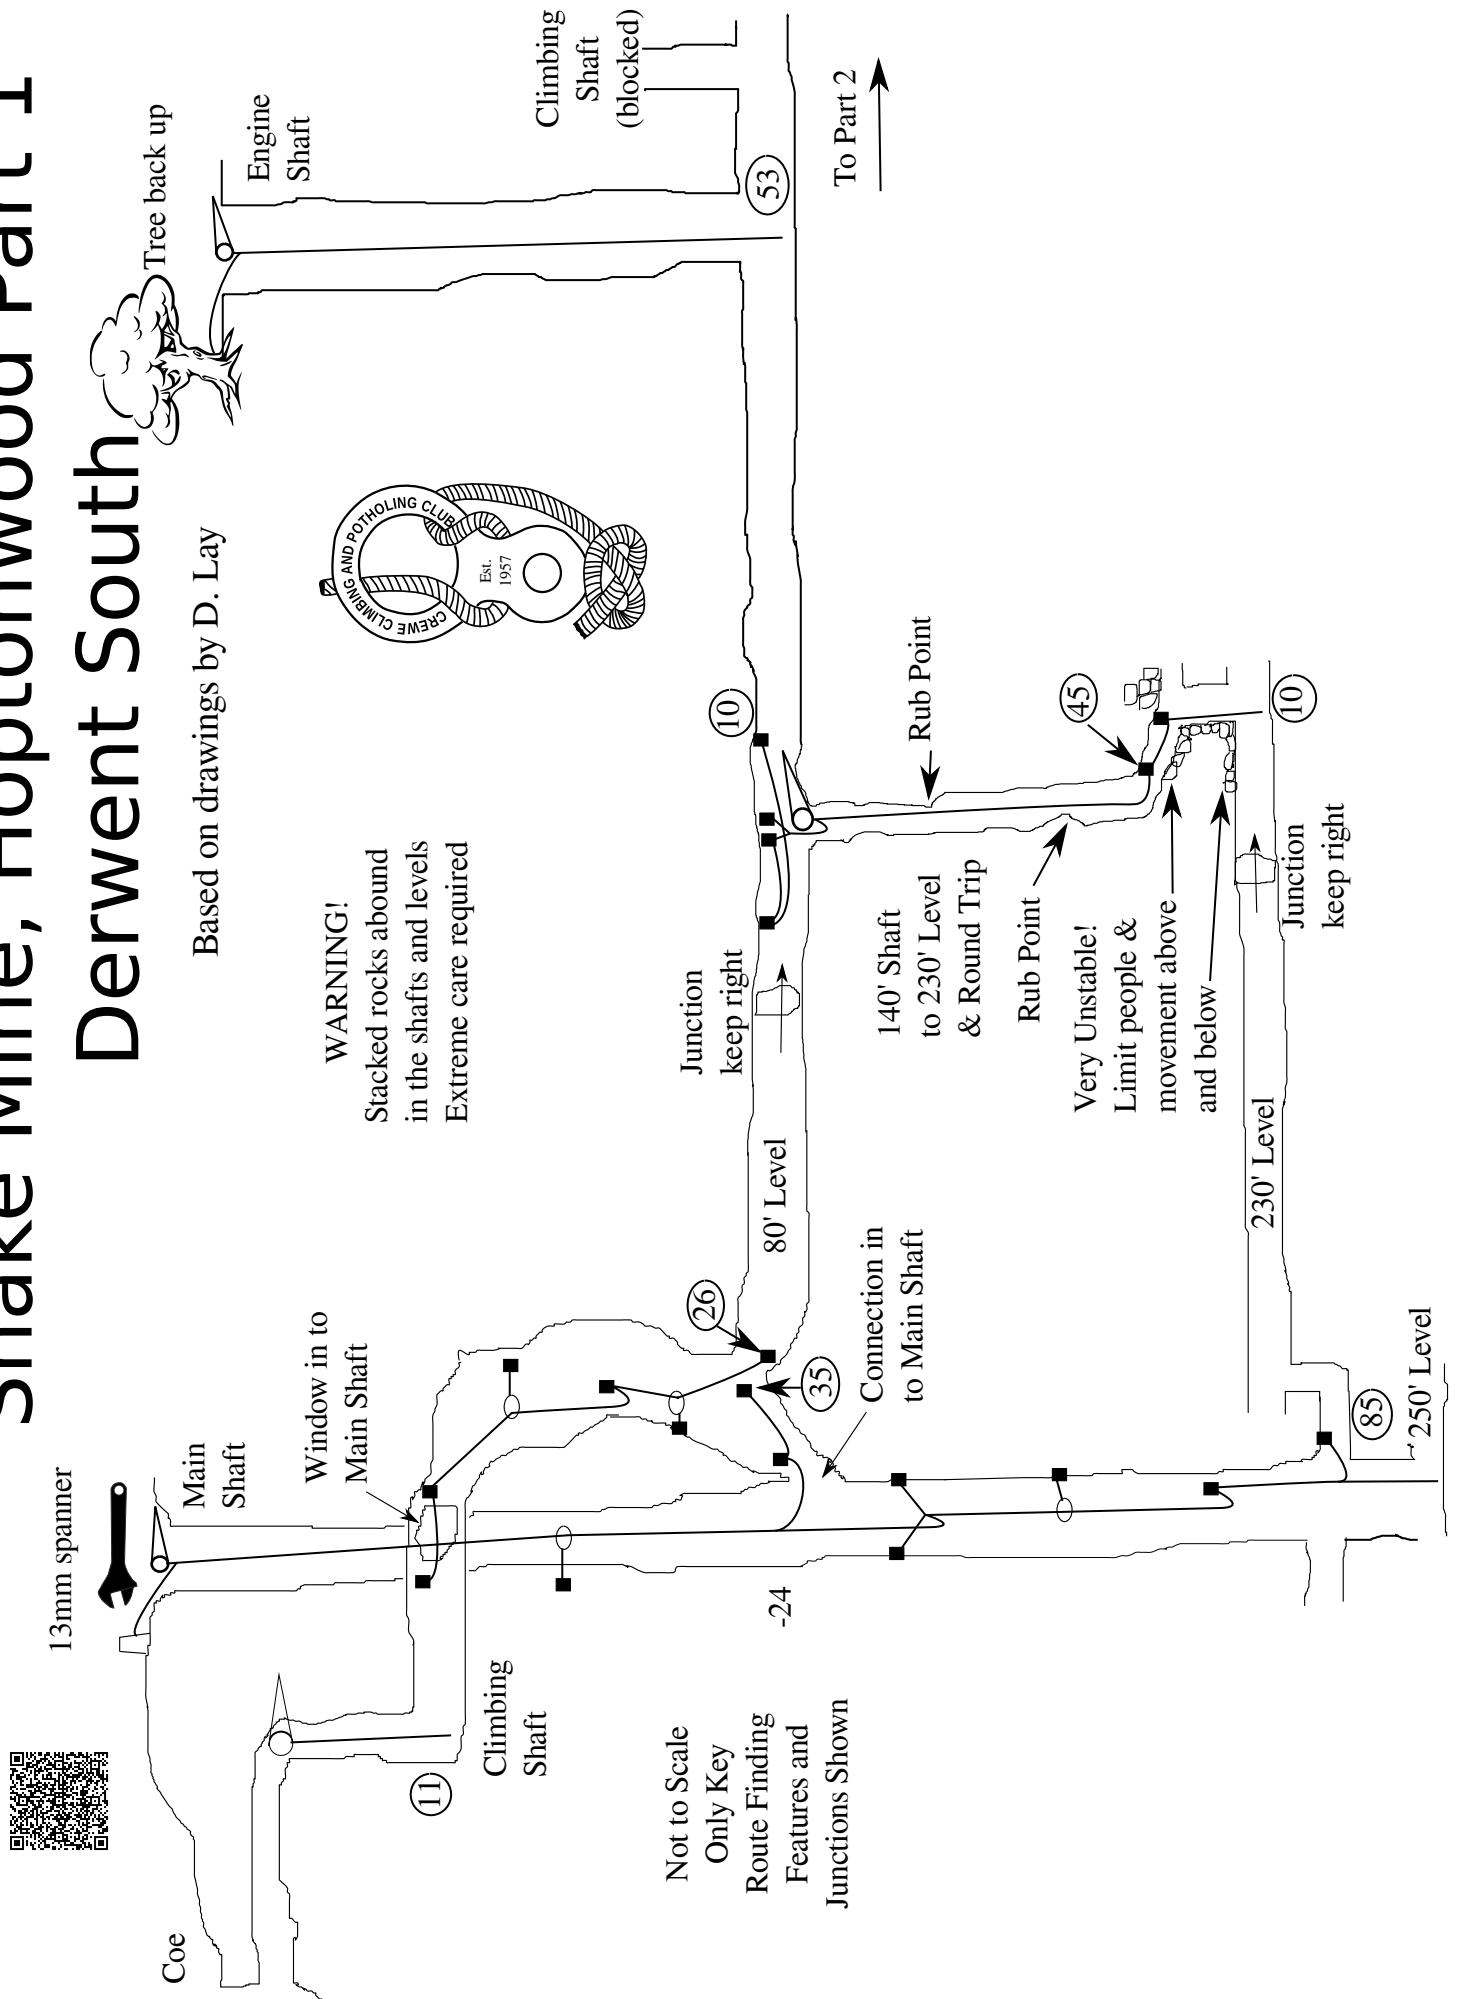 Snake Mine, Hoptonwood Part 1
Derwent South
Based on drawings by D. Lay
13mm spanner
Coe
Main
Shaft
Window in to
Main Shaft
Tree back up
Engine
Shaft
Climbing
Shaft
(blocked)
WARNING!
Stacked rocks abound
in the shafts and levels
Extreme care required
CREWE CLIMBING AND POTHOLING CLUB
Est.
1957
11
Climbing
Shaft
26
35
-24
Junction
keep right
10
53
To Part 2
80' Level
Not to Scale
Only Key
Route Finding
Features and
Junctions Shown
Connection in
to Main Shaft
140' Shaft
to 230' Level
& Round Trip
Rub Point
Rub Point
45
Very Unstable!
Limit people &
movement above
and below
10
230' Level
Junction
keep right
85
250' Level